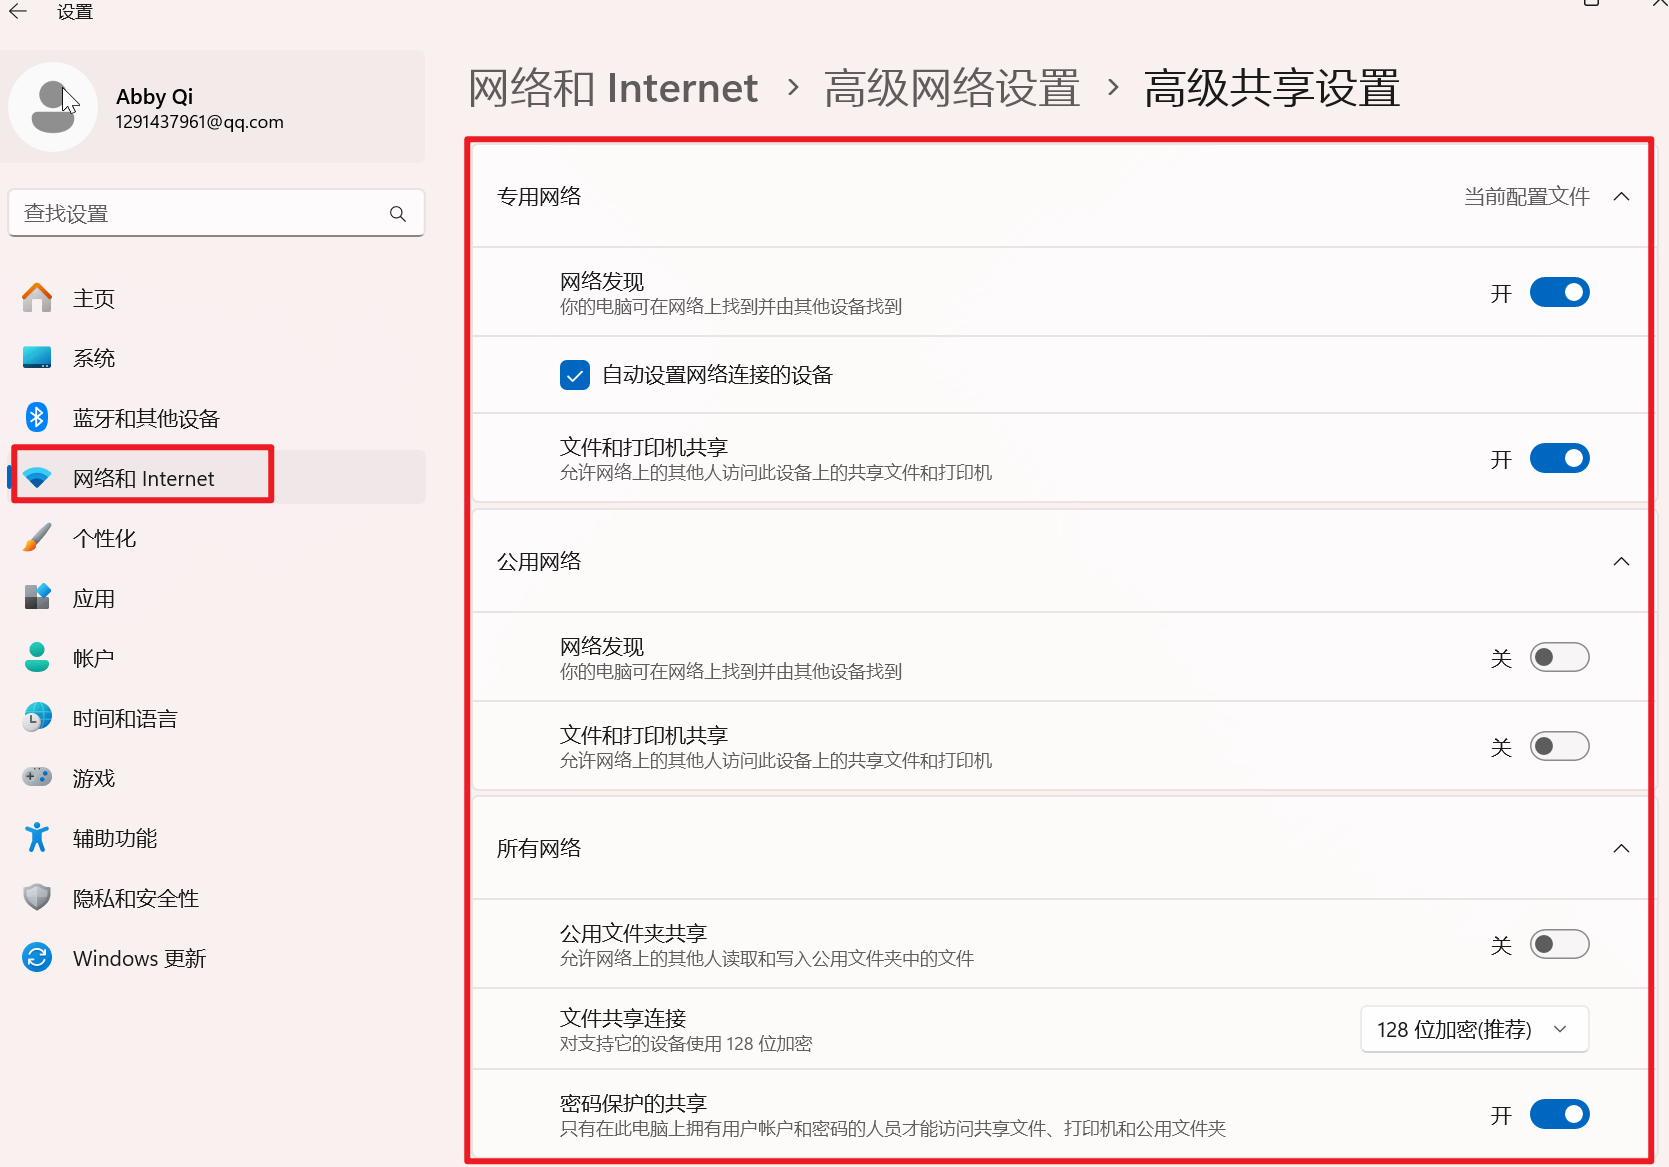 设置
Abby Qi
1291437961@qq.com
查找设置
主页
系统
蓝牙和其他设备
网络和 Internet
个性化
应用
帐户
时间和语言
游戏
辅助功能
隐私和安全性
Windows 更新
网络和 Internet › 高级网络设置 › 高级共享设置
专用网络 当前配置文件
网络发现
你的电脑可在网络上找到并由其他设备找到
开
自动设置网络连接的设备
文件和打印机共享
允许网络上的其他人访问此设备上的共享文件和打印机
开
公用网络
网络发现
你的电脑可在网络上找到并由其他设备找到
关
文件和打印机共享
允许网络上的其他人访问此设备上的共享文件和打印机
关
所有网络
公用文件夹共享
允许网络上的其他人读取和写入公用文件夹中的文件
关
文件共享连接
对支持它的设备使用 128 位加密
128 位加密(推荐)
密码保护的共享
只有在此电脑上拥有用户帐户和密码的人员才能访问共享文件、打印机和公用文件夹
开